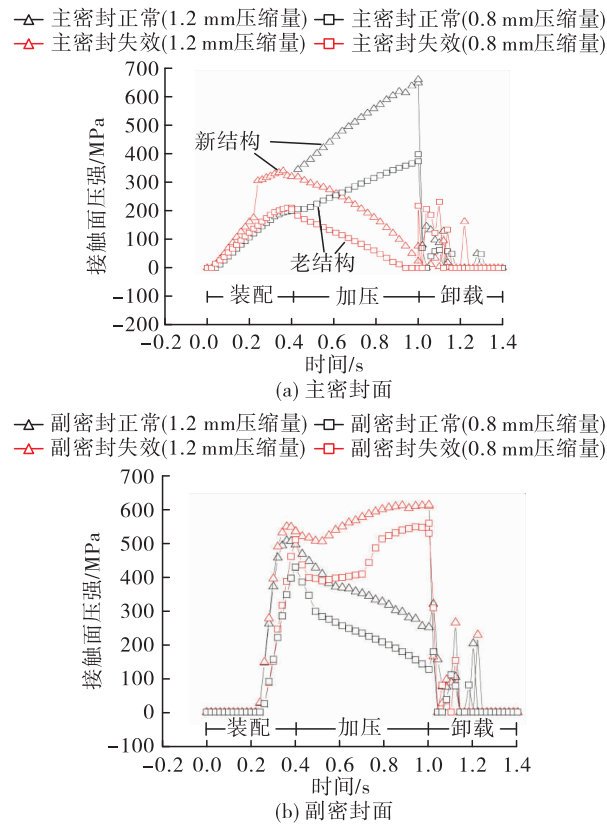 主密封正常(1.2 mm压缩量) 主密封正常(0.8 mm压缩量)
主密封失效(1.2 mm压缩量) 主密封失效(0.8 mm压缩量)
700
600
500
400
300
200
100
0
−100
−200
接触面压强/MPa
新结构
老结构
装配 加压 卸载
−0.2 0.0 0.2 0.4 0.6 0.8 1.0 1.2 1.4
时间/s
(a) 主密封面
副密封正常(1.2 mm压缩量) 副密封正常(0.8 mm压缩量)
副密封失效(1.2 mm压缩量) 副密封失效(0.8 mm压缩量)
700
600
500
400
300
200
100
0
−100
接触面压强/MPa
装配 加压 卸载
−0.2 0.0 0.2 0.4 0.6 0.8 1.0 1.2 1.4
时间/s
(b) 副密封面